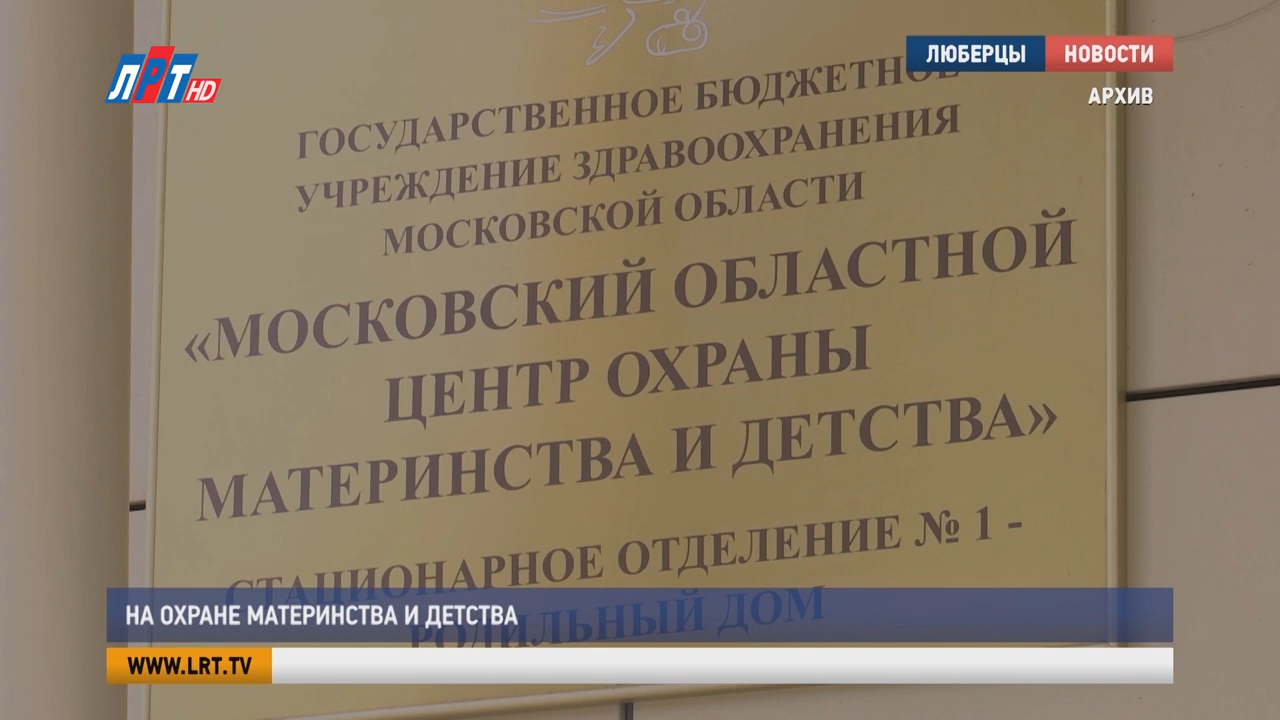 ЛРТ HD
ЛЮБЕРЦЫ НОВОСТИ
АРХИВ
ГОСУДАРСТВЕННОЕ БЮДЖЕТНОЕ
УЧРЕЖДЕНИЕ ЗДРАВООХРАНЕНИЯ
МОСКОВСКОЙ ОБЛАСТИ
«МОСКОВСКИЙ ОБЛАСТНОЙ
ЦЕНТР ОХРАНЫ
МАТЕРИНСТВА И ДЕТСТВА»
СТАЦИОНАРНОЕ ОТДЕЛЕНИЕ № 1 -
РОДИЛЬНЫЙ ДОМ
НА ОХРАНЕ МАТЕРИНСТВА И ДЕТСТВА
WWW.LRT.TV